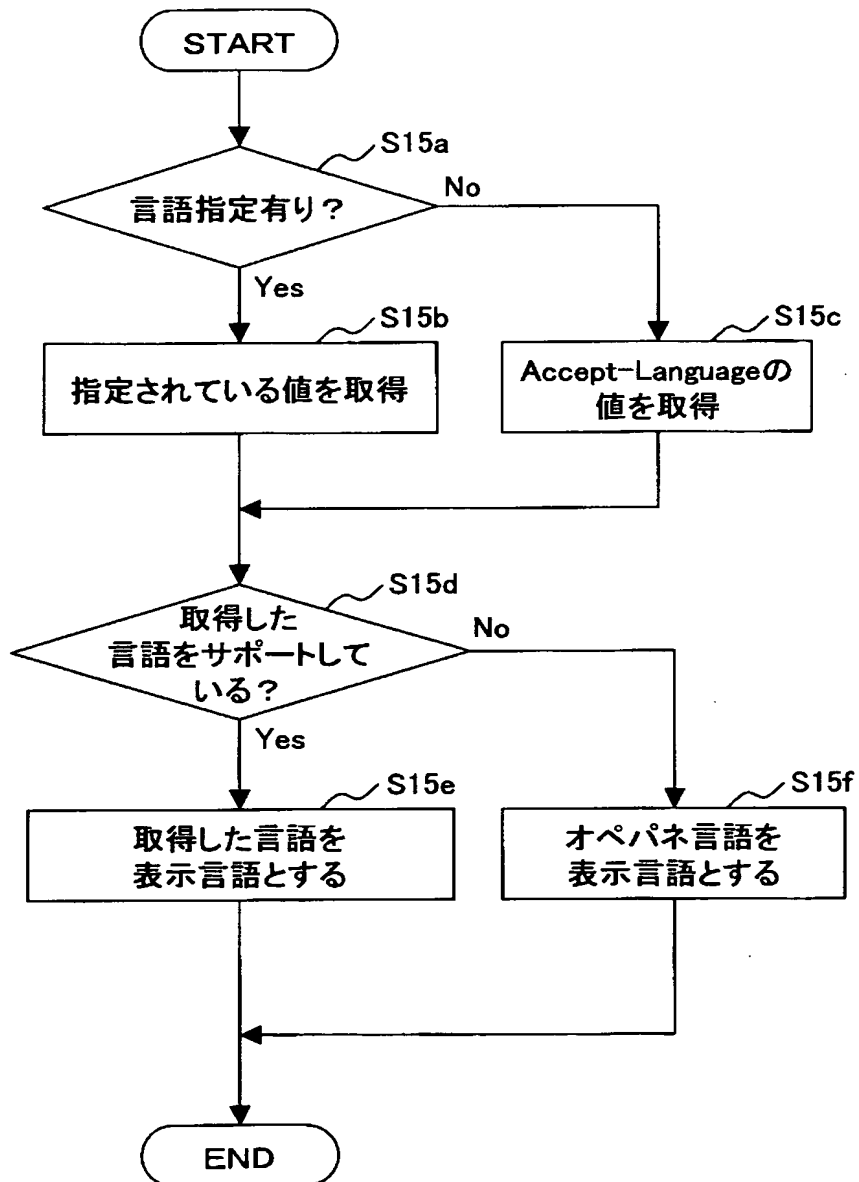 START
S15a
言語指定有り?
No
Yes
S15b
指定されている値を取得
S15c
Accept-Languageの
値を取得
S15d
取得した
言語をサポートして
いる?
No
Yes
S15e
取得した言語を
表示言語とする
S15f
オペパネ言語を
表示言語とする
END